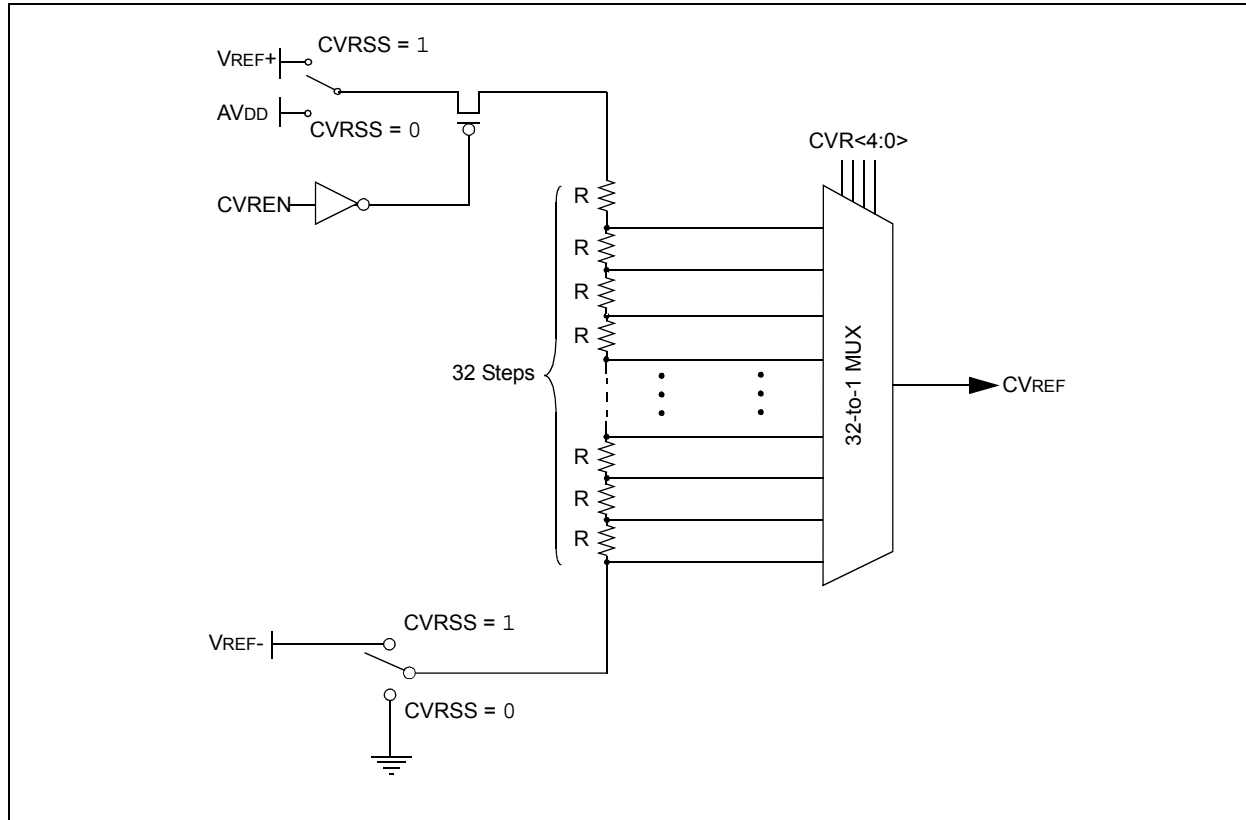 CVRSS = 1
VREF+
AVDD
CVRSS = 0
CVREN
CVR<4:0>
R
R
R
R
32 Steps
32-to-1 MUX
CVREF
R
R
R
CVRSS = 1
VREF-
CVRSS = 0